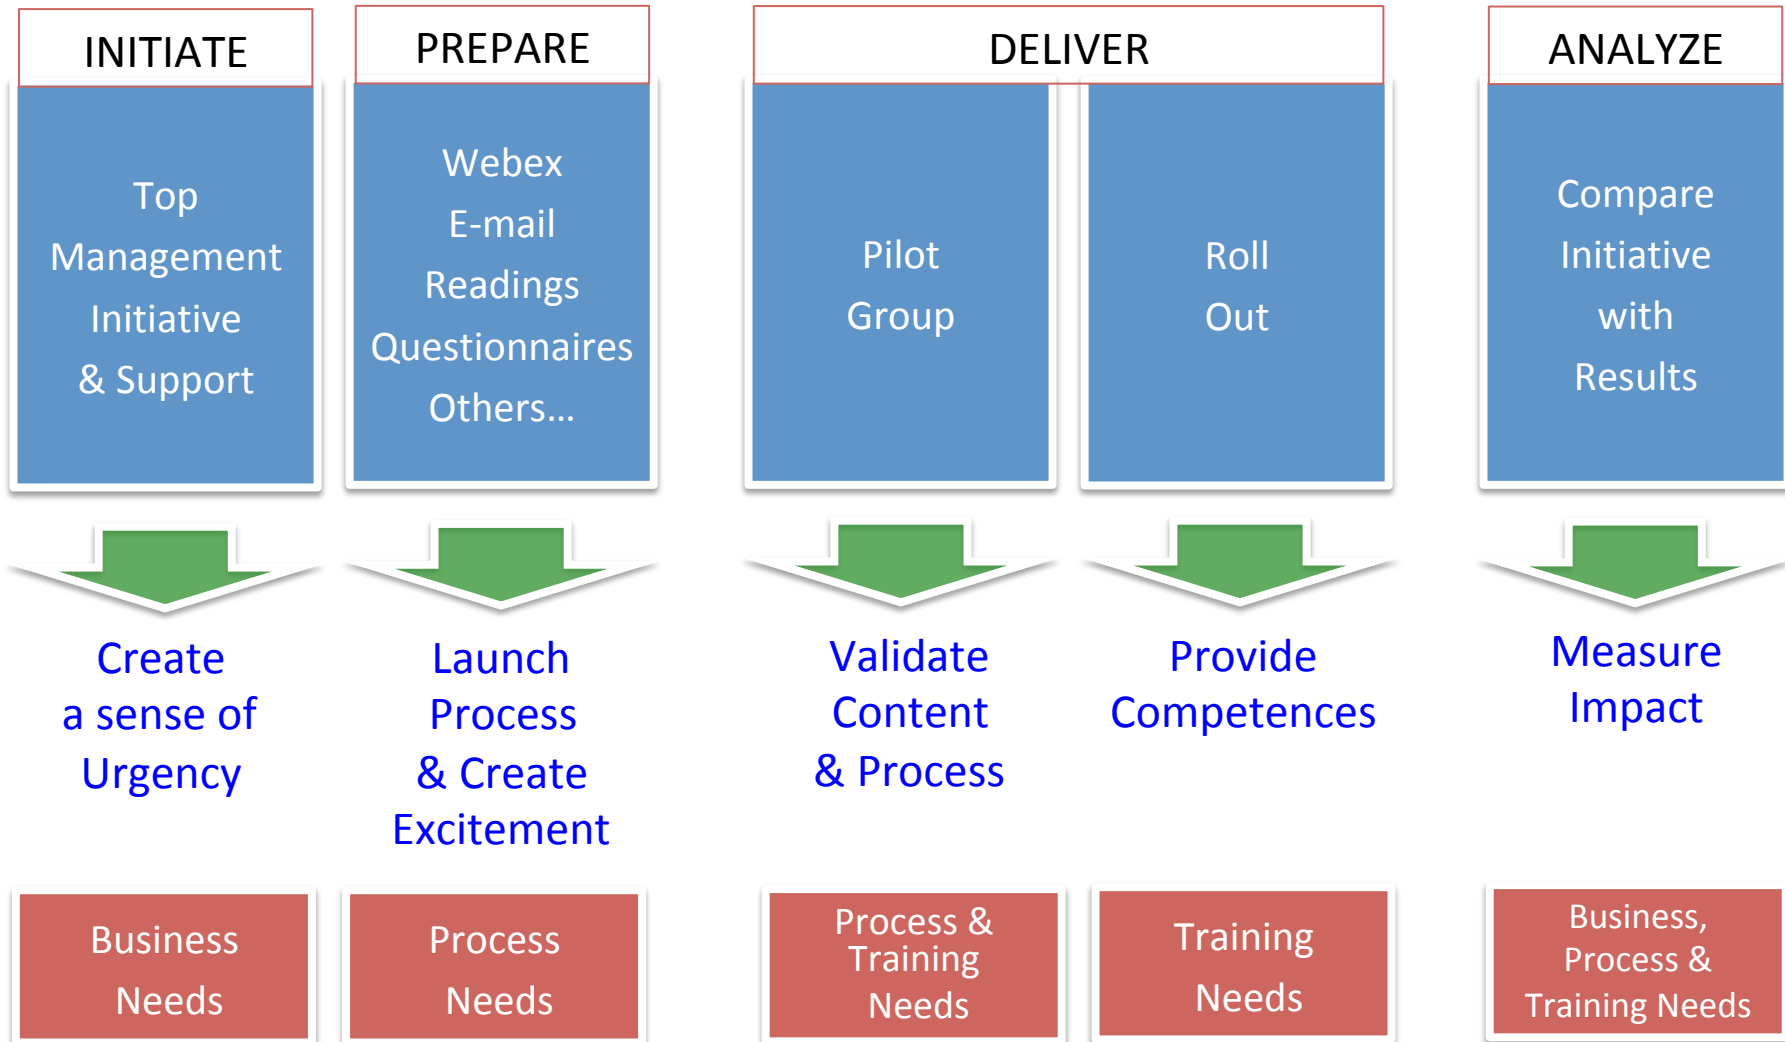 INITIATE
PREPARE
DELIVER
ANALYZE
Top
Management
Initiative
& Support
Webex
E-mail
Readings
Questionnaires
Others...
Pilot
Group
Roll
Out
Compare
Initiative
with
Results
Create
a sense of
Urgency
Launch
Process
& Create
Excitement
Validate
Content
& Process
Provide
Competences
Measure
Impact
Business
Needs
Process
Needs
Process &
Training
Needs
Training
Needs
Business,
Process &
Training Needs